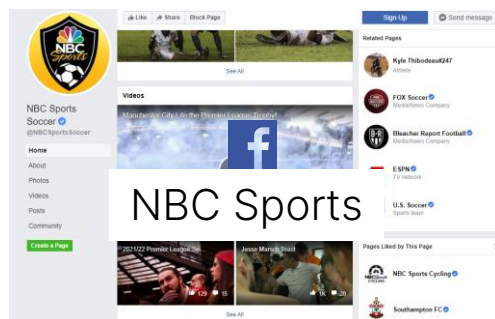 NBC
Sports
NBC Sports
Soccer
@NBCSportsSoccer
Home
About
Photos
Videos
Posts
Community
Create a Page
Like
Share
Block Page
See All
Videos
Manchester City Lifts the Premier League Trophy!
f
NBC Sports
2021/22 Premier League Se...
129
15
Jesse Marsch Toast
1K
20
See All
Sign Up
Send message
Related Pages
Kyle Thibodeau#247
Athlete
FOX Soccer
Media/News Company
Bleacher Report Football
Media/News Company
ESPN
TV network
U.S. Soccer
Sports team
Pages Liked by This Page
NBC Sports Cycling
Southampton FC